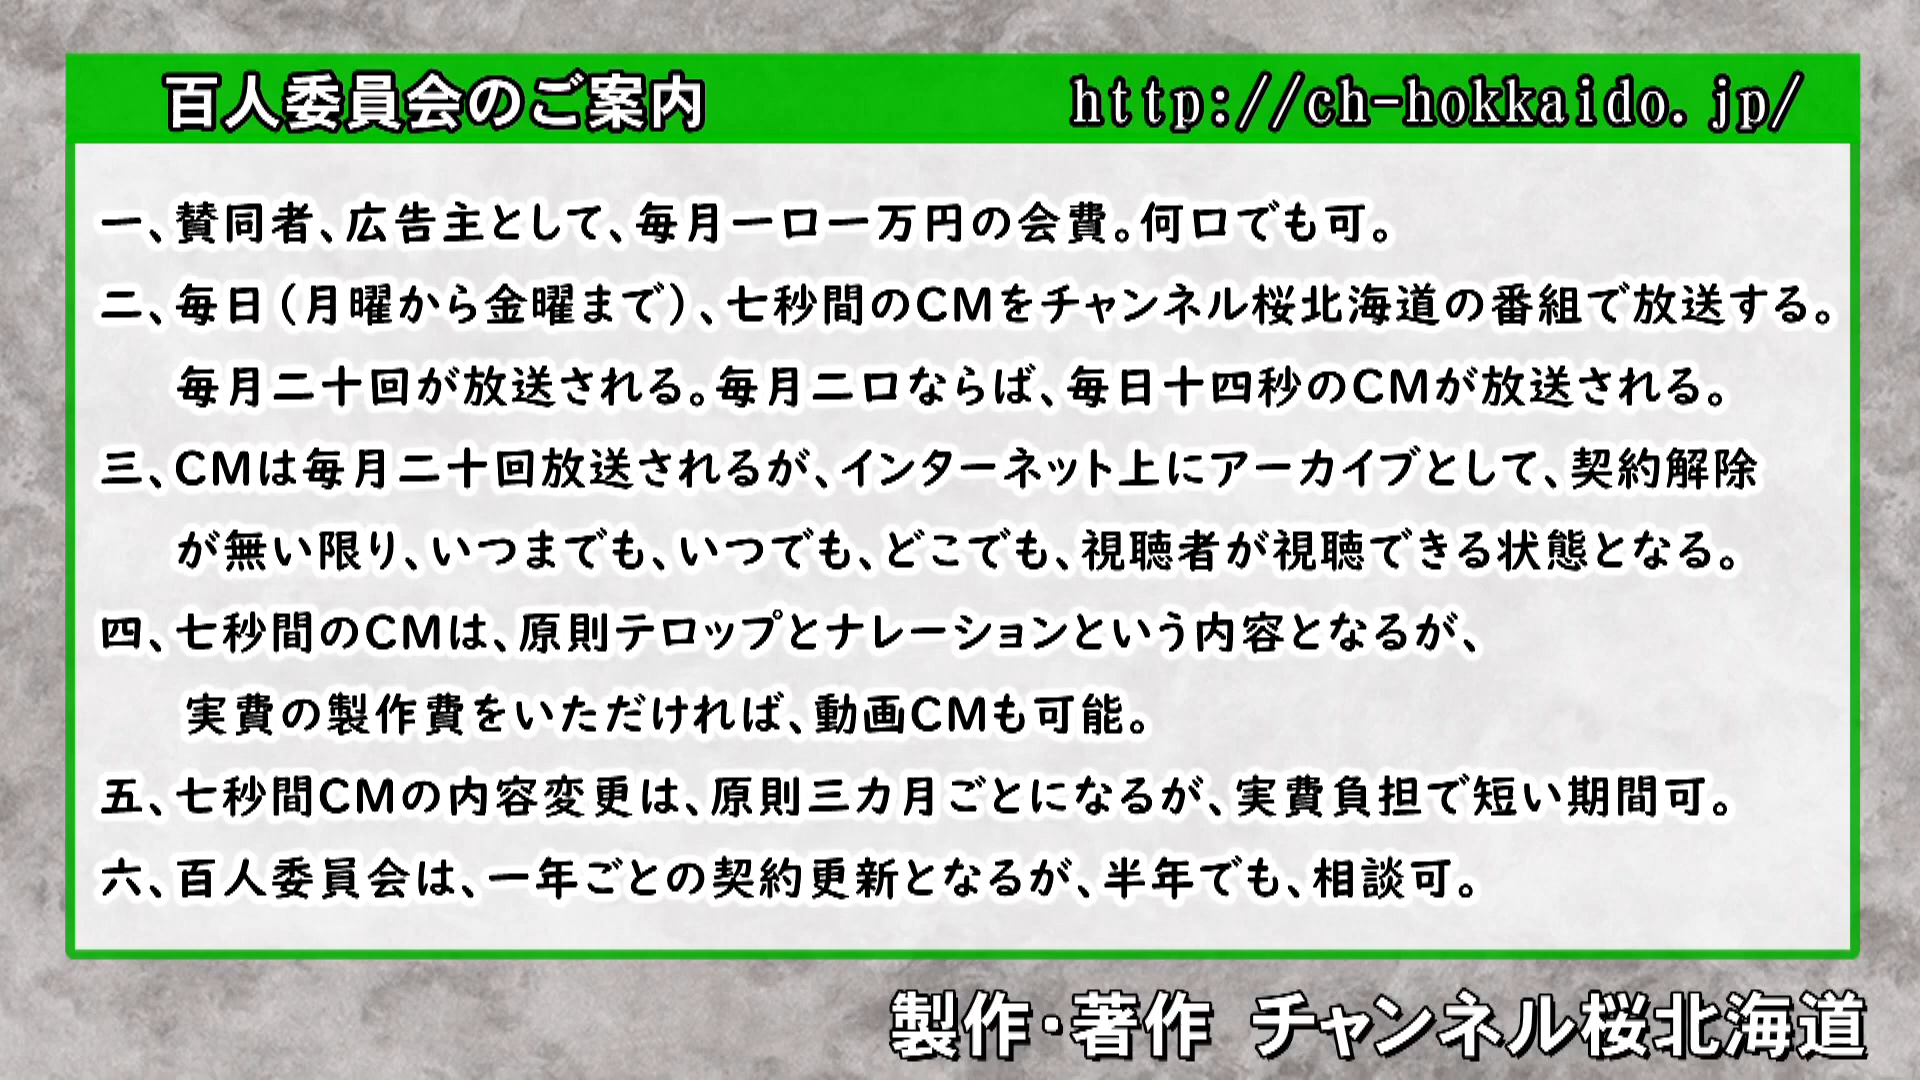 百人委員会のご案内 http://ch-hokkaido.jp/
一、賛同者、広告主として、毎月一口一万円の会費。何口でも可。
二、毎日（月曜から金曜まで）、七秒間のCMをチャンネル桜北海道の番組で放送する。
毎月二十回が放送される。毎月二口ならば、毎日十四秒のCMが放送される。
三、CMは毎月二十回放送されるが、インターネット上にアーカイブとして、契約解除
が無い限り、いつまでも、いつでも、どこでも、視聴者が視聴できる状態となる。
四、七秒間のCMは、原則テロップとナレーションという内容となるが、
実費の製作費をいただければ、動画CMも可能。
五、七秒間CMの内容変更は、原則三カ月ごとになるが、実費負担で短い期間可。
六、百人委員会は、一年ごとの契約更新となるが、半年でも、相談可。
製作・著作 チャンネル桜北海道